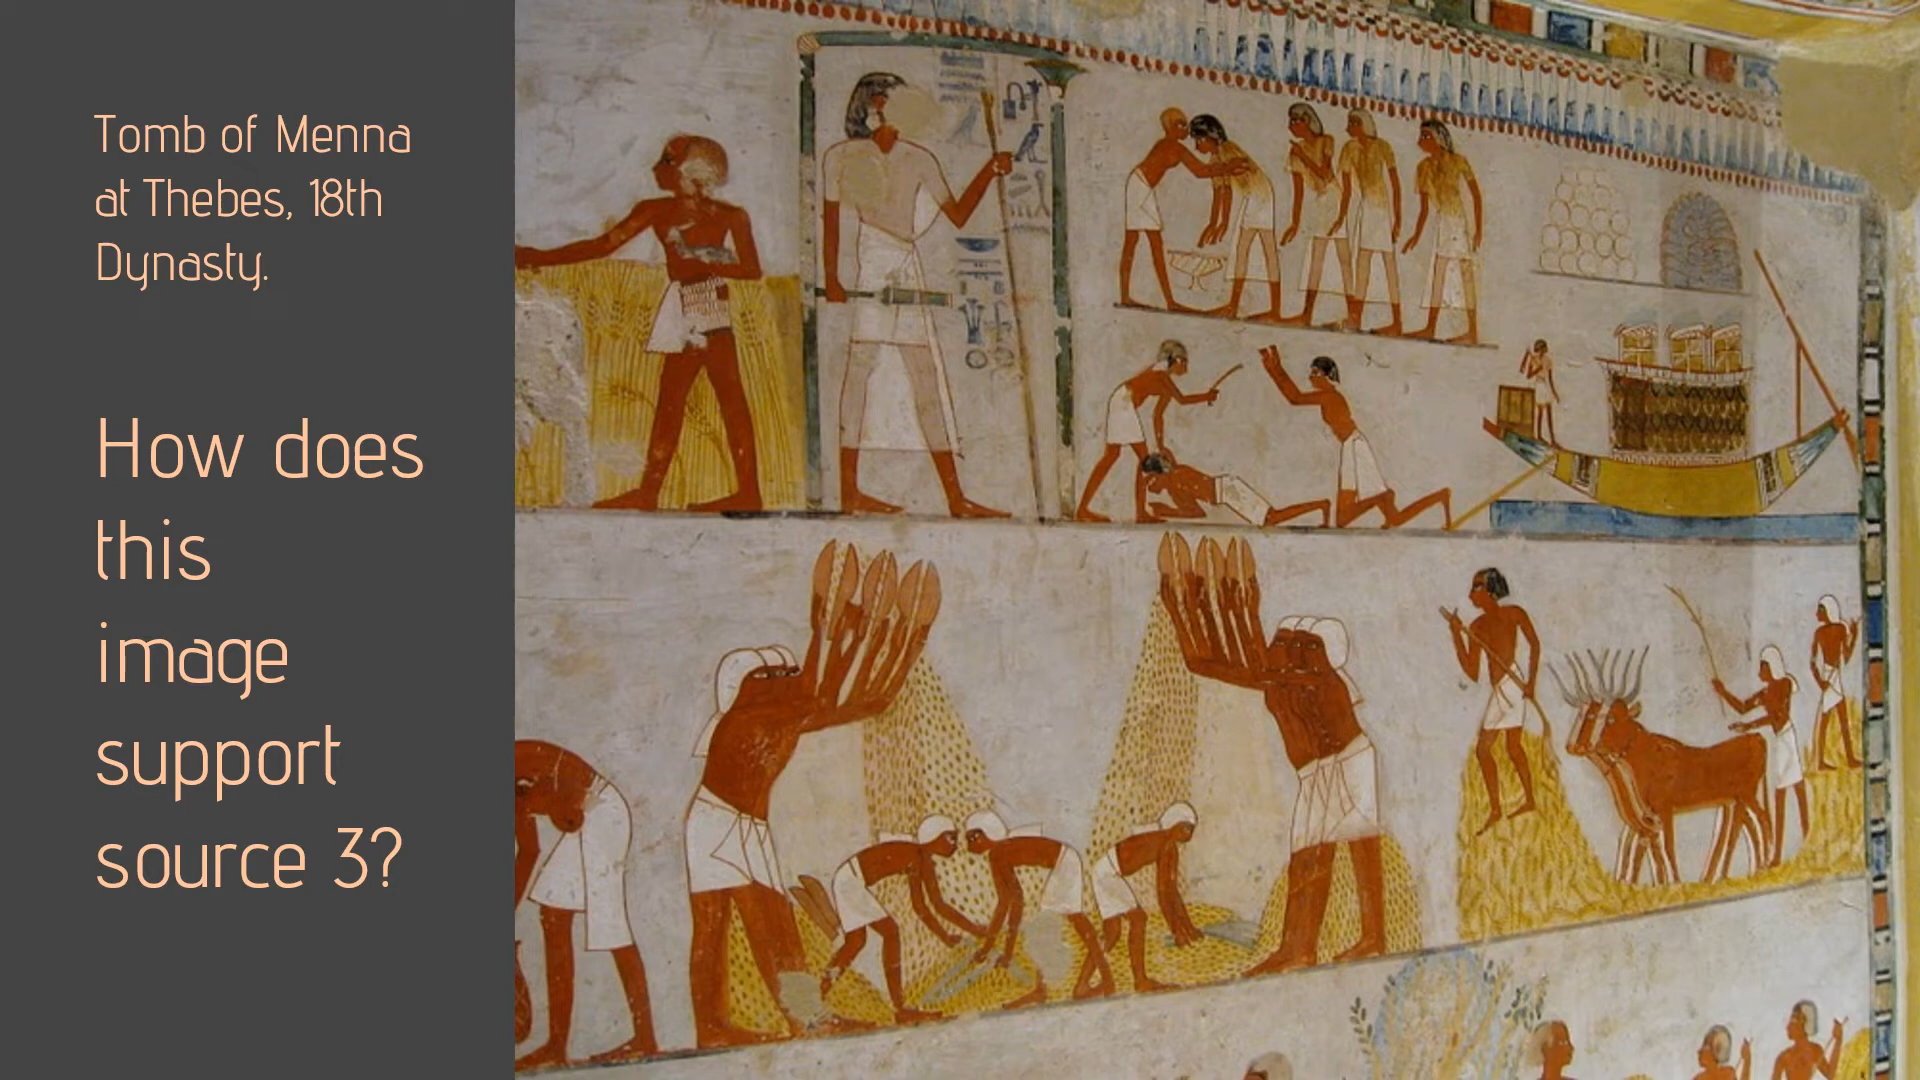 Tomb of Menna
at Thebes, 18th
Dynasty.
How does
this
image
support
source 3?